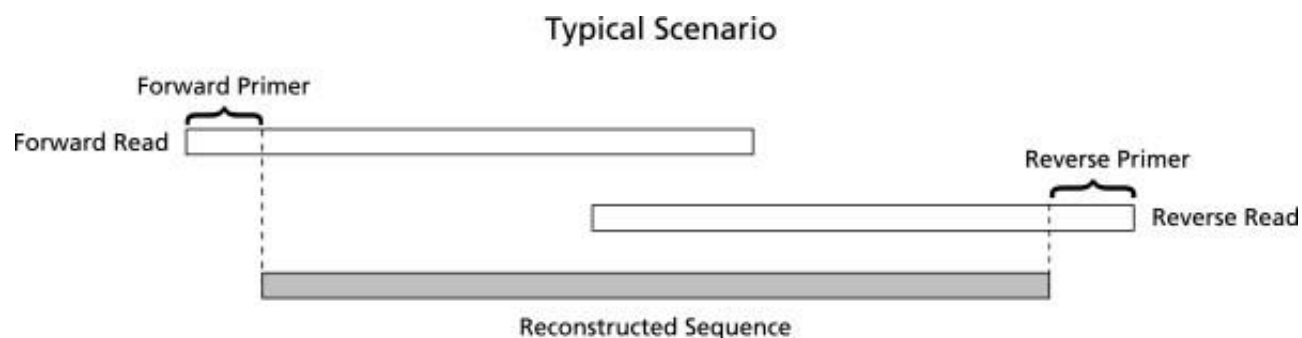 Typical Scenario
Forward Primer
Forward Read
Reverse Primer
Reverse Read
Reconstructed Sequence